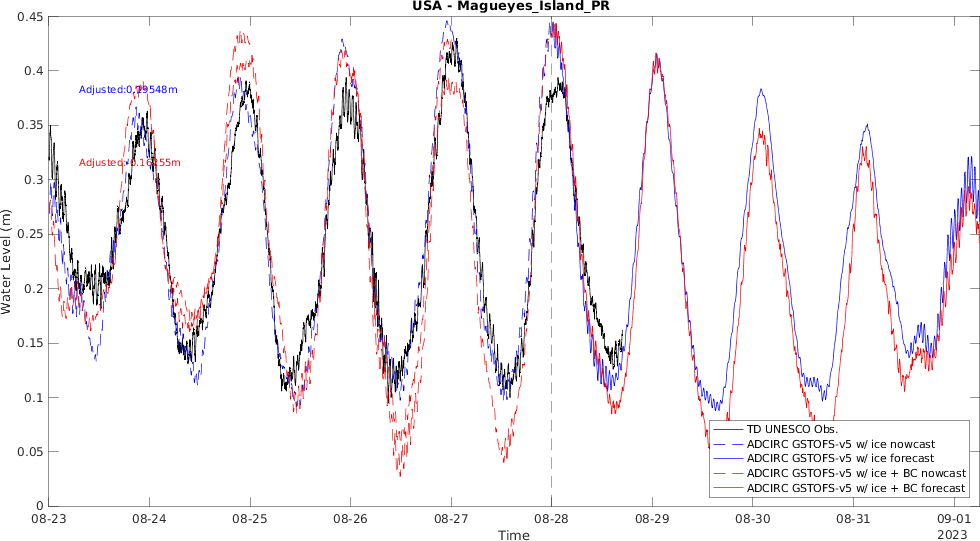 USA - Magueyes_Island_PR
0.45
0.4
0.35
0.3
0.25
0.2
0.15
0.1
0.05
0
Water Level (m)
Adjusted:
Adjusted:
TD UNESCO Obs.
ADCIRC GSTOFS-v5 w/ ice nowcast
ADCIRC GSTOFS-v5 w/ ice forecast
ADCIRC GSTOFS-v5 w/ ice + BC nowcast
ADCIRC GSTOFS-v5 w/ ice + BC forecast
08-23 08-24 08-25 08-26 08-27 08-28 08-29 08-30 08-31 09-01
2023
Time